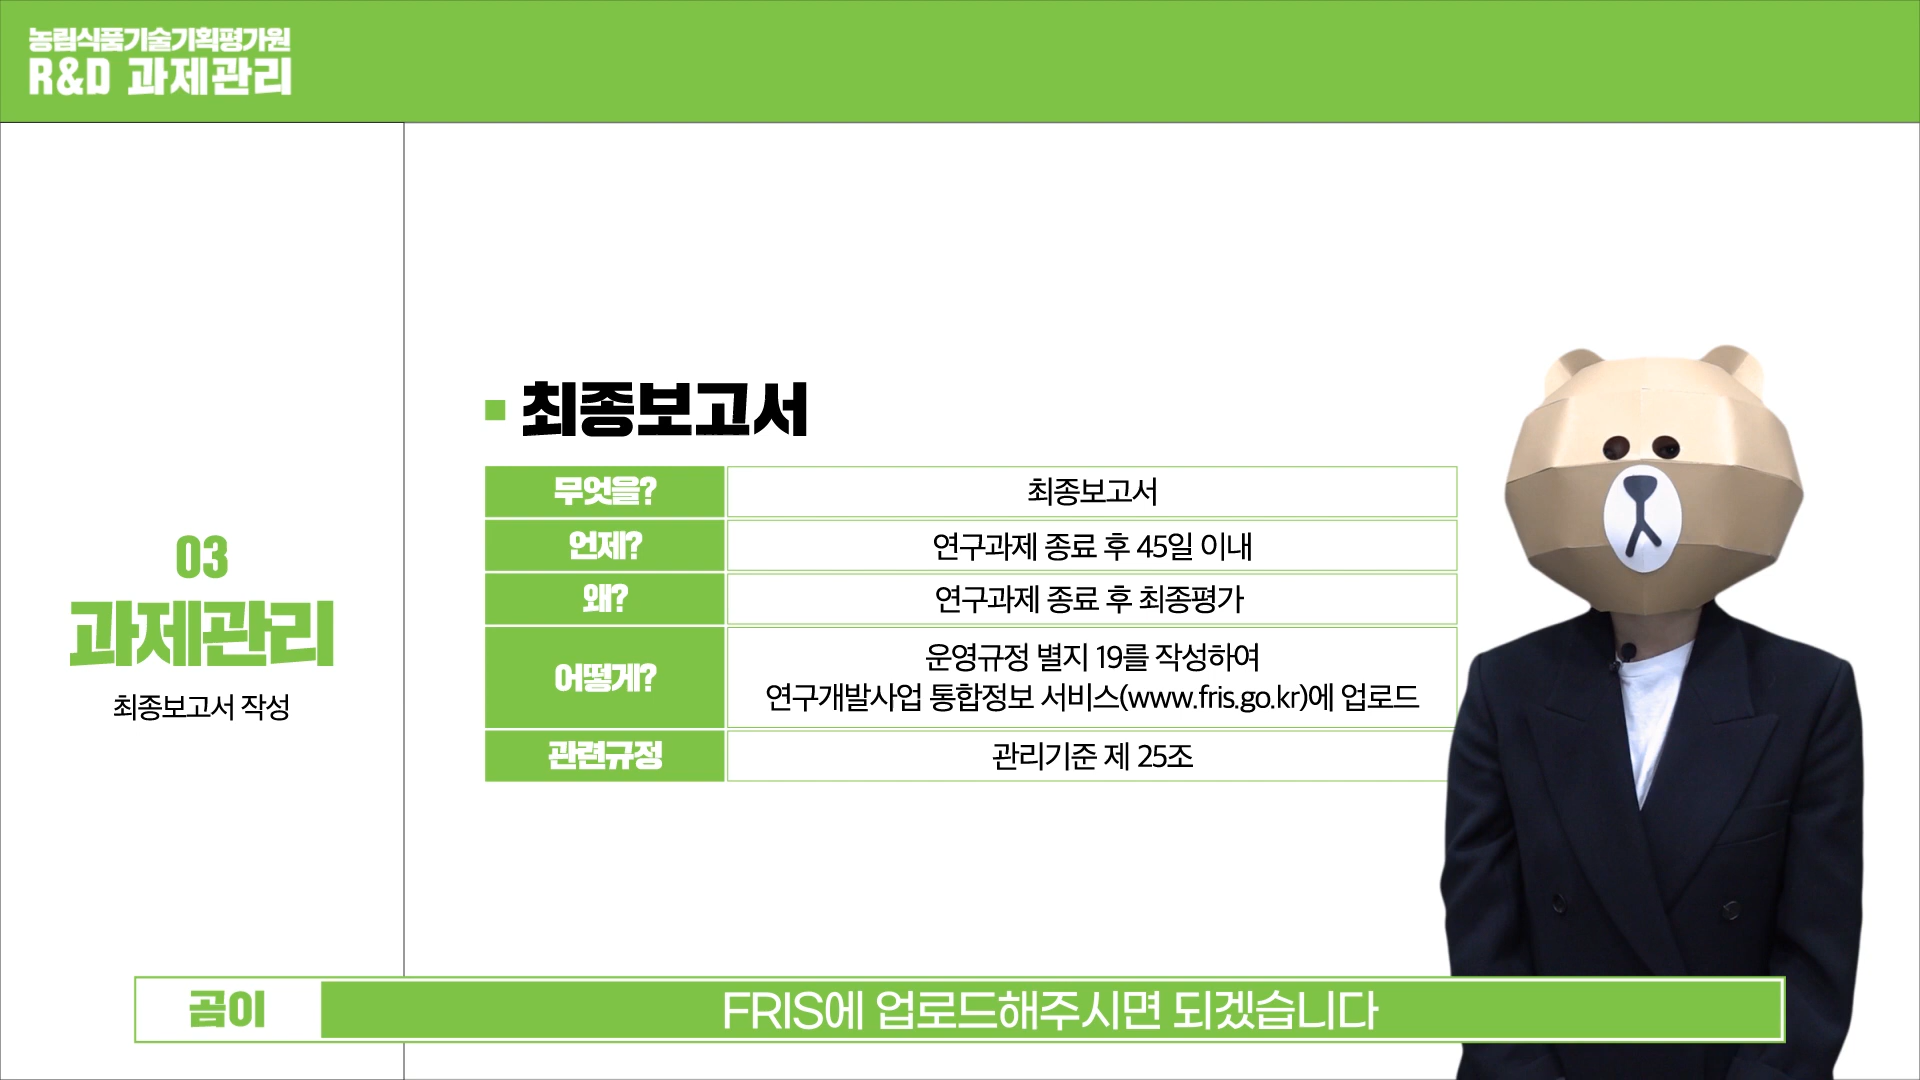 농림식품기술기획평가원
R&D 과제관리
03
과제관리
최종보고서 작성
최종보고서
무엇을? 최종보고서
언제? 연구과제 종료 후 45일 이내
왜? 연구과제 종료 후 최종평가
어떻게? 운영규정 별지 19를 작성하여
연구개발사업 통합정보 서비스(www.fris.go.kr)에 업로드
관련규정 관리기준 제 25조
곰이 FRIS에 업로드해주시면 되겠습니다